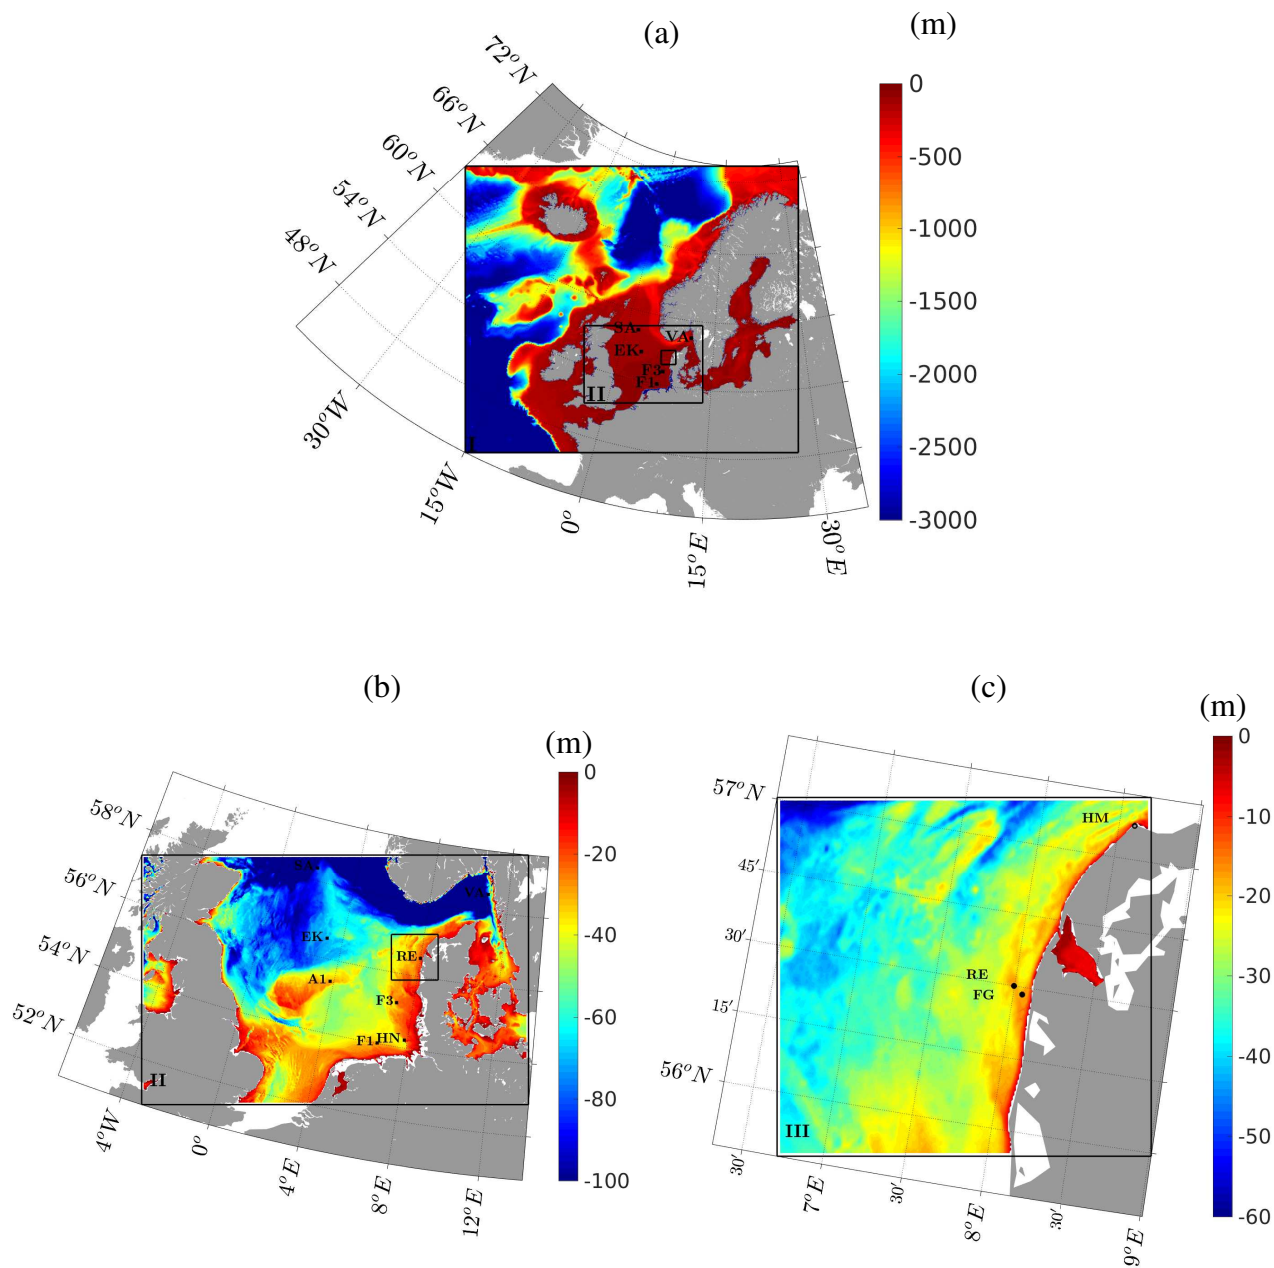 (a)
(m)
72°N
66°N
60°N
54°N
48°N
30°W
15°W
0°
15°E
30°E
0
-500
-1000
-1500
-2000
-2500
-3000
SA
VA
EK
F3
F1
II
I
(b)
(m)
58°N
56°N
54°N
52°N
4°W
0°
4°E
8°E
12°E
0
-20
-40
-60
-80
-100
SA
VA
EK
RE
A1
F3
F1
HN
II
(c)
(m)
57°N
45′
30′
15′
56°N
30′
7°E
30′
8°E
30′
9°E
0
-10
-20
-30
-40
-50
-60
HM
RE
FG
III